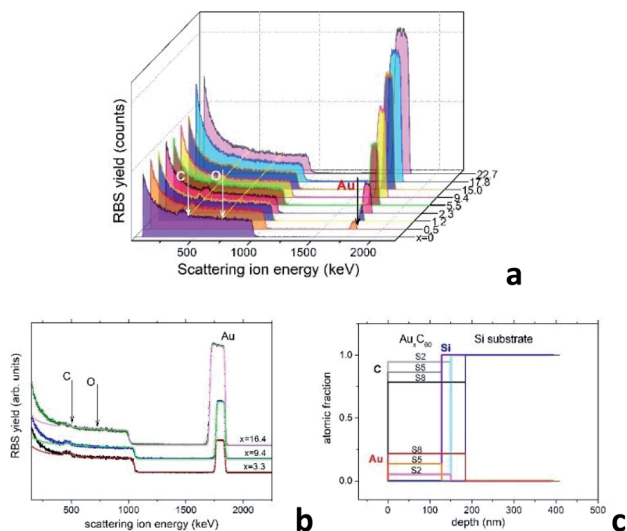 RBS yield (counts)
C
O
Au
22.7
17.8
15.0
9.4
5.5
2.3
1.2
0.5
x=0
500
1000
1500
2000
Scattering ion energy (keV)
a
RBS yield (arb. units)
Au
C
O
x=16.4
x=9.4
x=3.3
500
1000
1500
2000
scattering ion energy (keV)
b
AuxC60
Si
Si substrate
1.0
C
S2
S5
S8
atomic fraction
0.5
S8
Au
S5
S2
0.0
0
100
200
300
400
500
depth (nm)
c